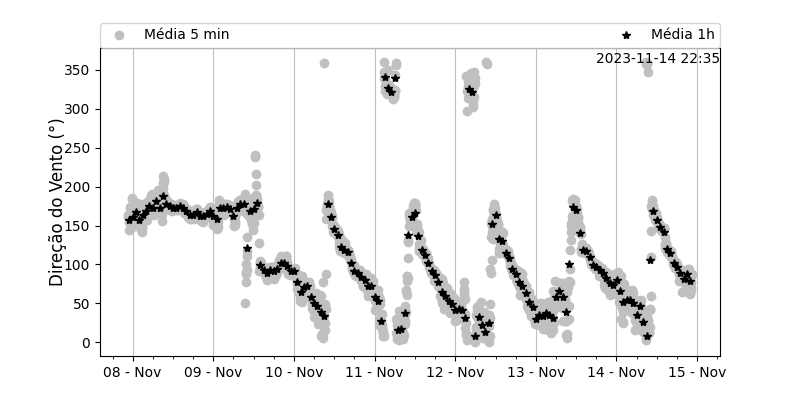 Média 5 min
Média 1h
2023-11-14 22:35
Direção do Vento (°)
350
300
250
200
150
100
50
0
08 - Nov
09 - Nov
10 - Nov
11 - Nov
12 - Nov
13 - Nov
14 - Nov
15 - Nov